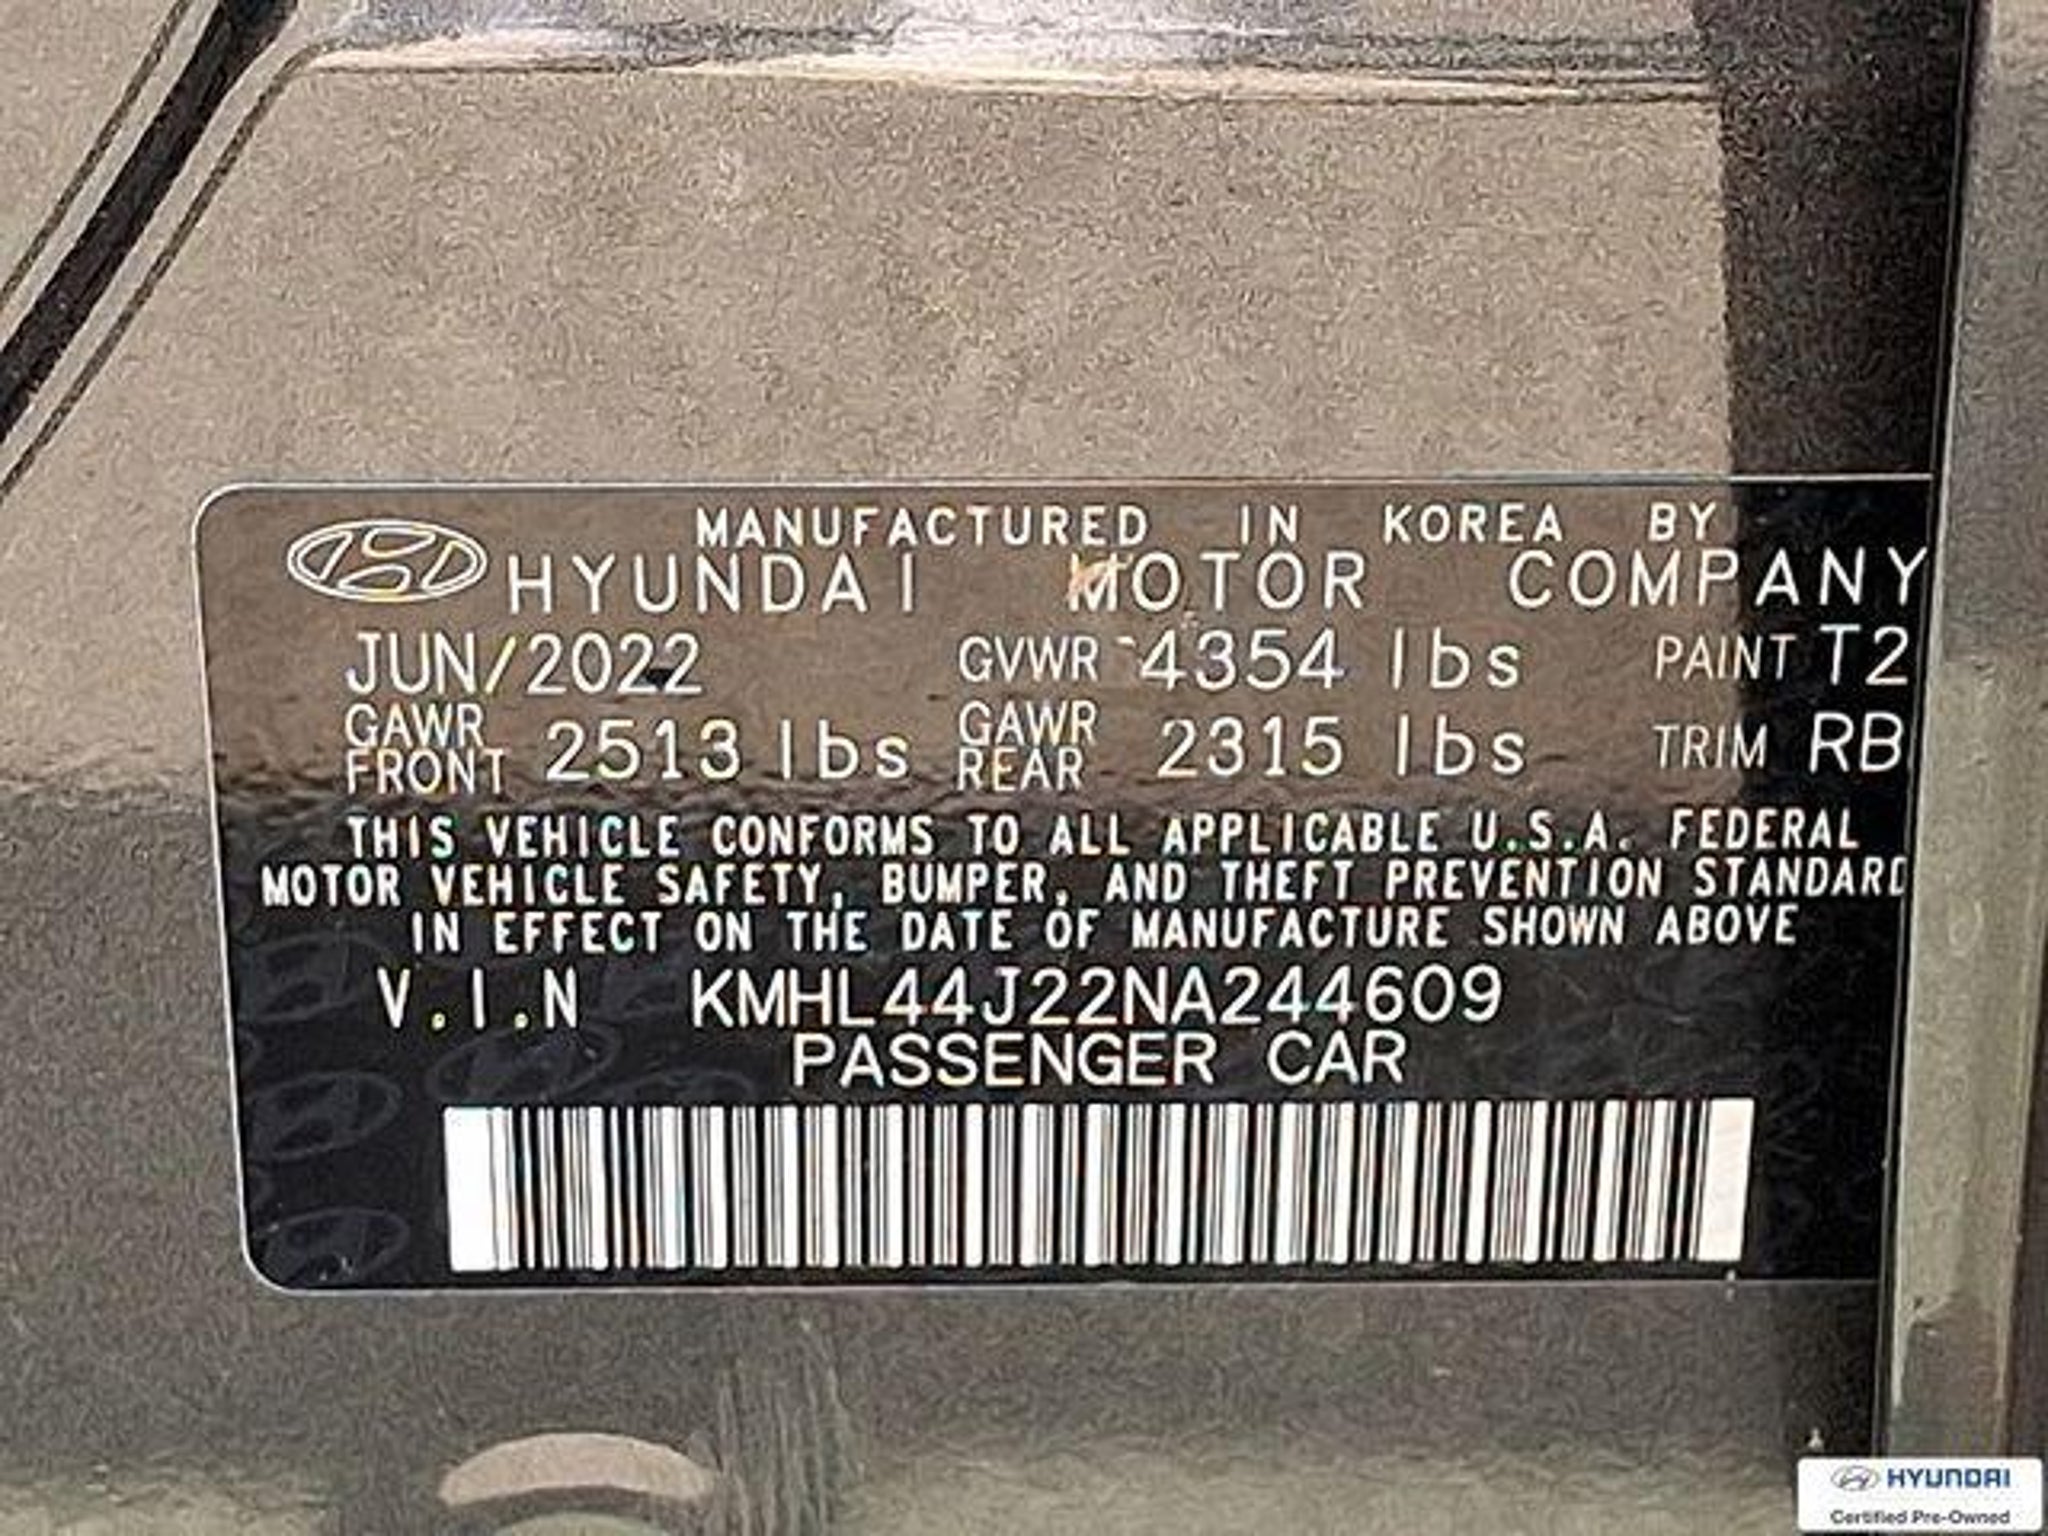 MANUFACTURED IN KOREA BY
HYUNDAI MOTOR COMPANY
JUN/2022 GVWR 4354 lbs PAINT T2
GAWR FRONT 2513 lbs GAWR REAR 2315 lbs TRIM RB
THIS VEHICLE CONFORMS TO ALL APPLICABLE U.S.A. FEDERAL
MOTOR VEHICLE SAFETY, BUMPER, AND THEFT PREVENTION STANDARD
IN EFFECT ON THE DATE OF MANUFACTURE SHOWN ABOVE
V.I.N KMHL44J22NA244609
PASSENGER CAR
HYUNDAI
Certified Pre-Owned